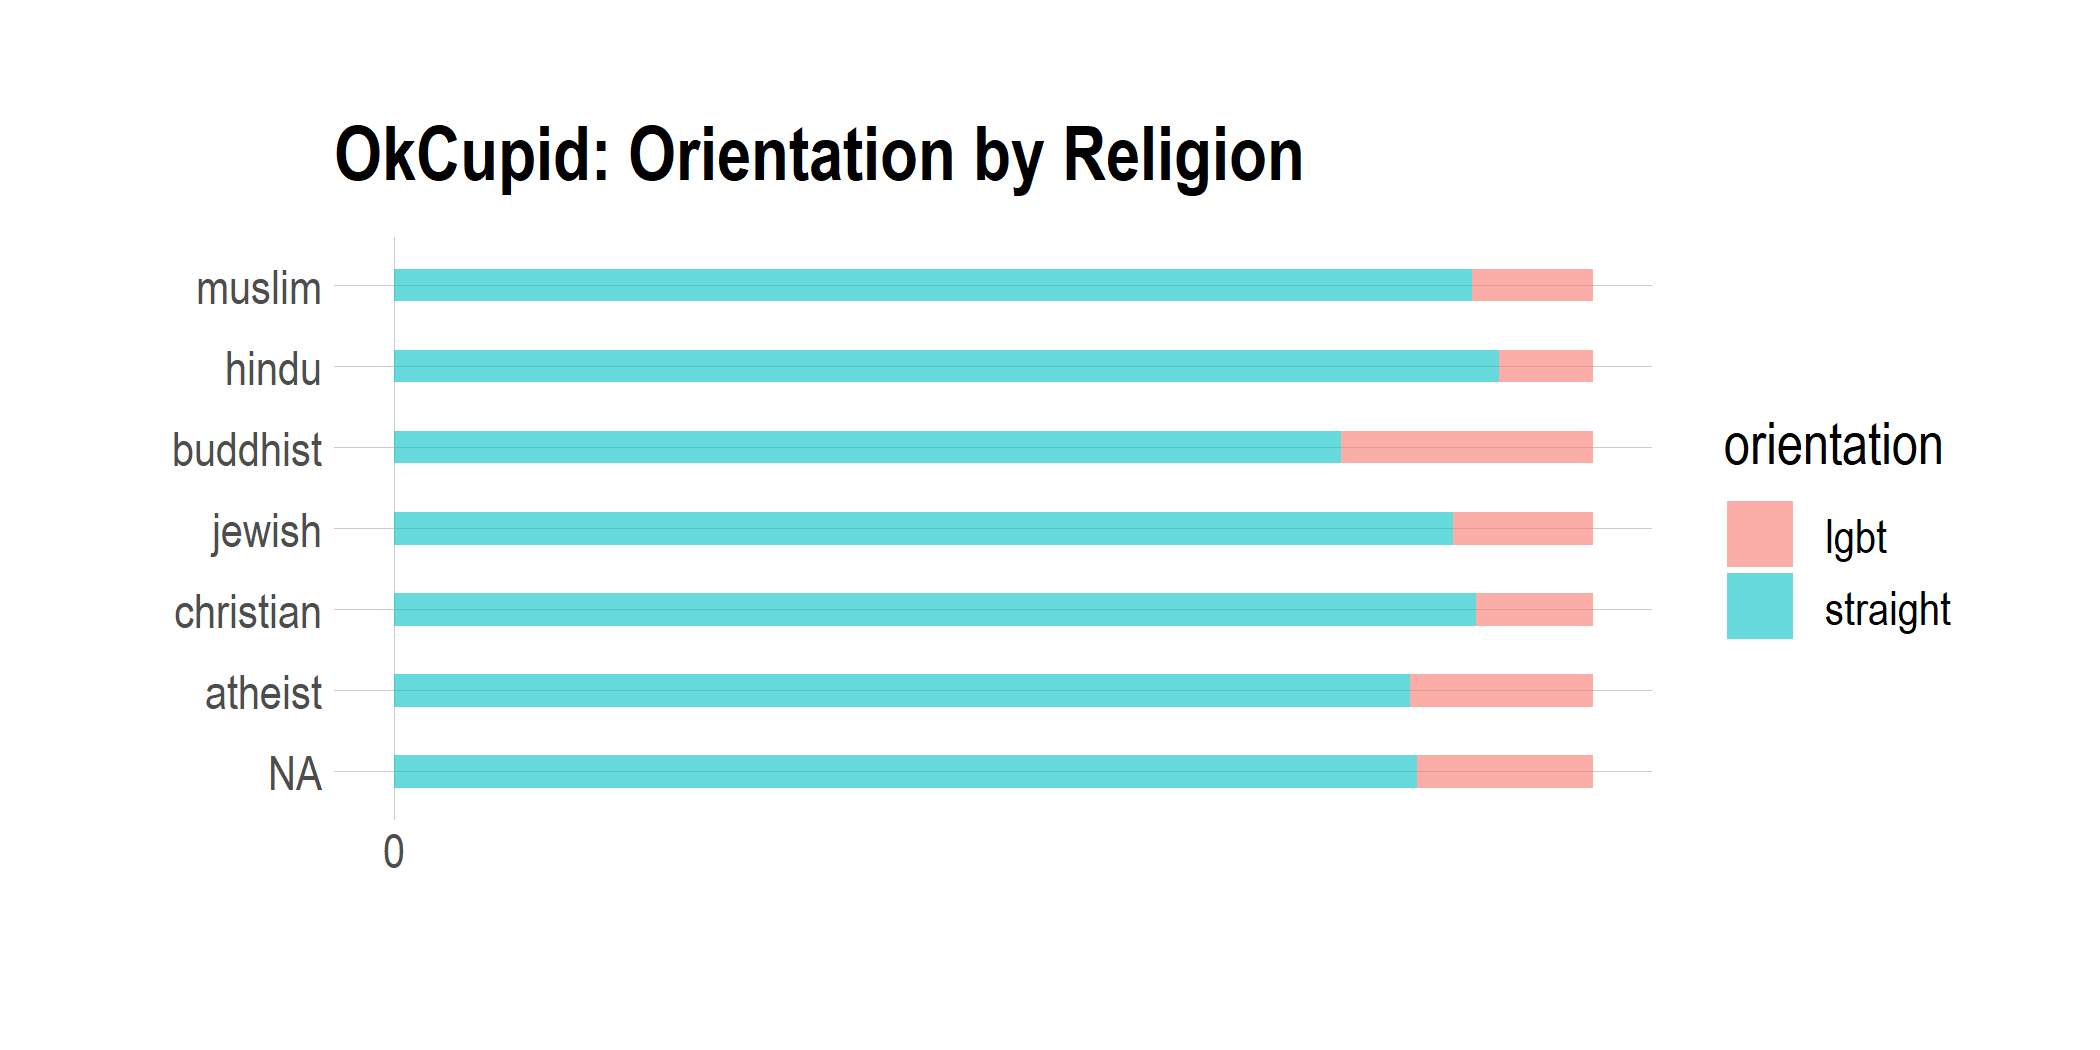 OkCupid: Orientation by Religion
muslim
hindu
buddhist
jewish
christian
atheist
NA
0
orientation
lgbt
straight